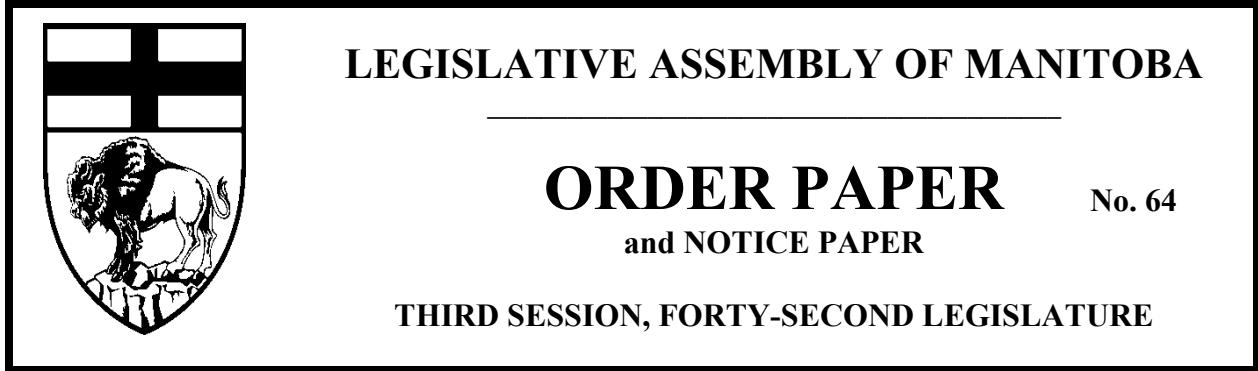 LEGISLATIVE ASSEMBLY OF MANITOBA
ORDER PAPER No. 64
and NOTICE PAPER
THIRD SESSION, FORTY-SECOND LEGISLATURE